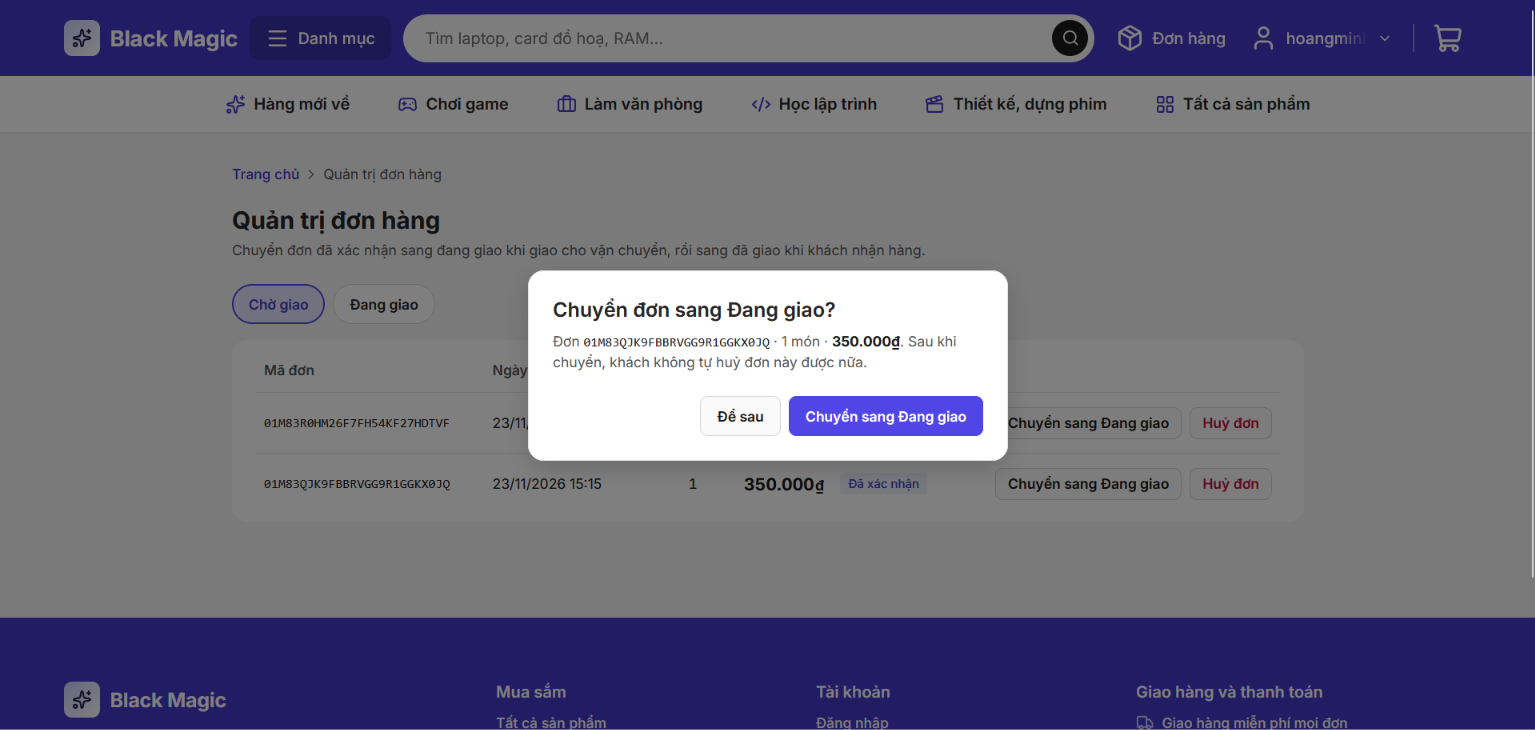 Black Magic
Danh mục
Tìm laptop, card đồ hoạ, RAM...
Đơn hàng
Hàng mới về
Chơi game
Làm văn phòng
Học lập trình
Thiết kế, dựng phim
Tất cả sản phẩm
Trang chủ > Quản trị đơn hàng
Quản trị đơn hàng
Chuyển đơn đã xác nhận sang đang giao khi giao cho vận chuyển, rồi sang đã giao khi khách nhận hàng.
Chờ giao
Đang giao
Chuyển đơn sang Đang giao?
Đơn 01M83QJK9FBBRVGG9R1GGKX0JQ · 1 món · 350.000₫. Sau khi
chuyển, khách không tự huỷ đơn này được nữa.
Để sau
Chuyển sang Đang giao
Mã đơn
Ngày
01M83R0HM26F7FH54KF27HDTVF
23/11/
Chuyển sang Đang giao
Huỷ đơn
01M83QJK9FBBRVGG9R1GGKX0JQ
23/11/2026 15:15
1
350.000₫
Đã xác nhận
Chuyển sang Đang giao
Huỷ đơn
Black Magic
Mua sắm
Tài khoản
Giao hàng và thanh toán
Tất cả sản phẩm
Đăng nhập
Giao hàng miễn phí mọi đơn